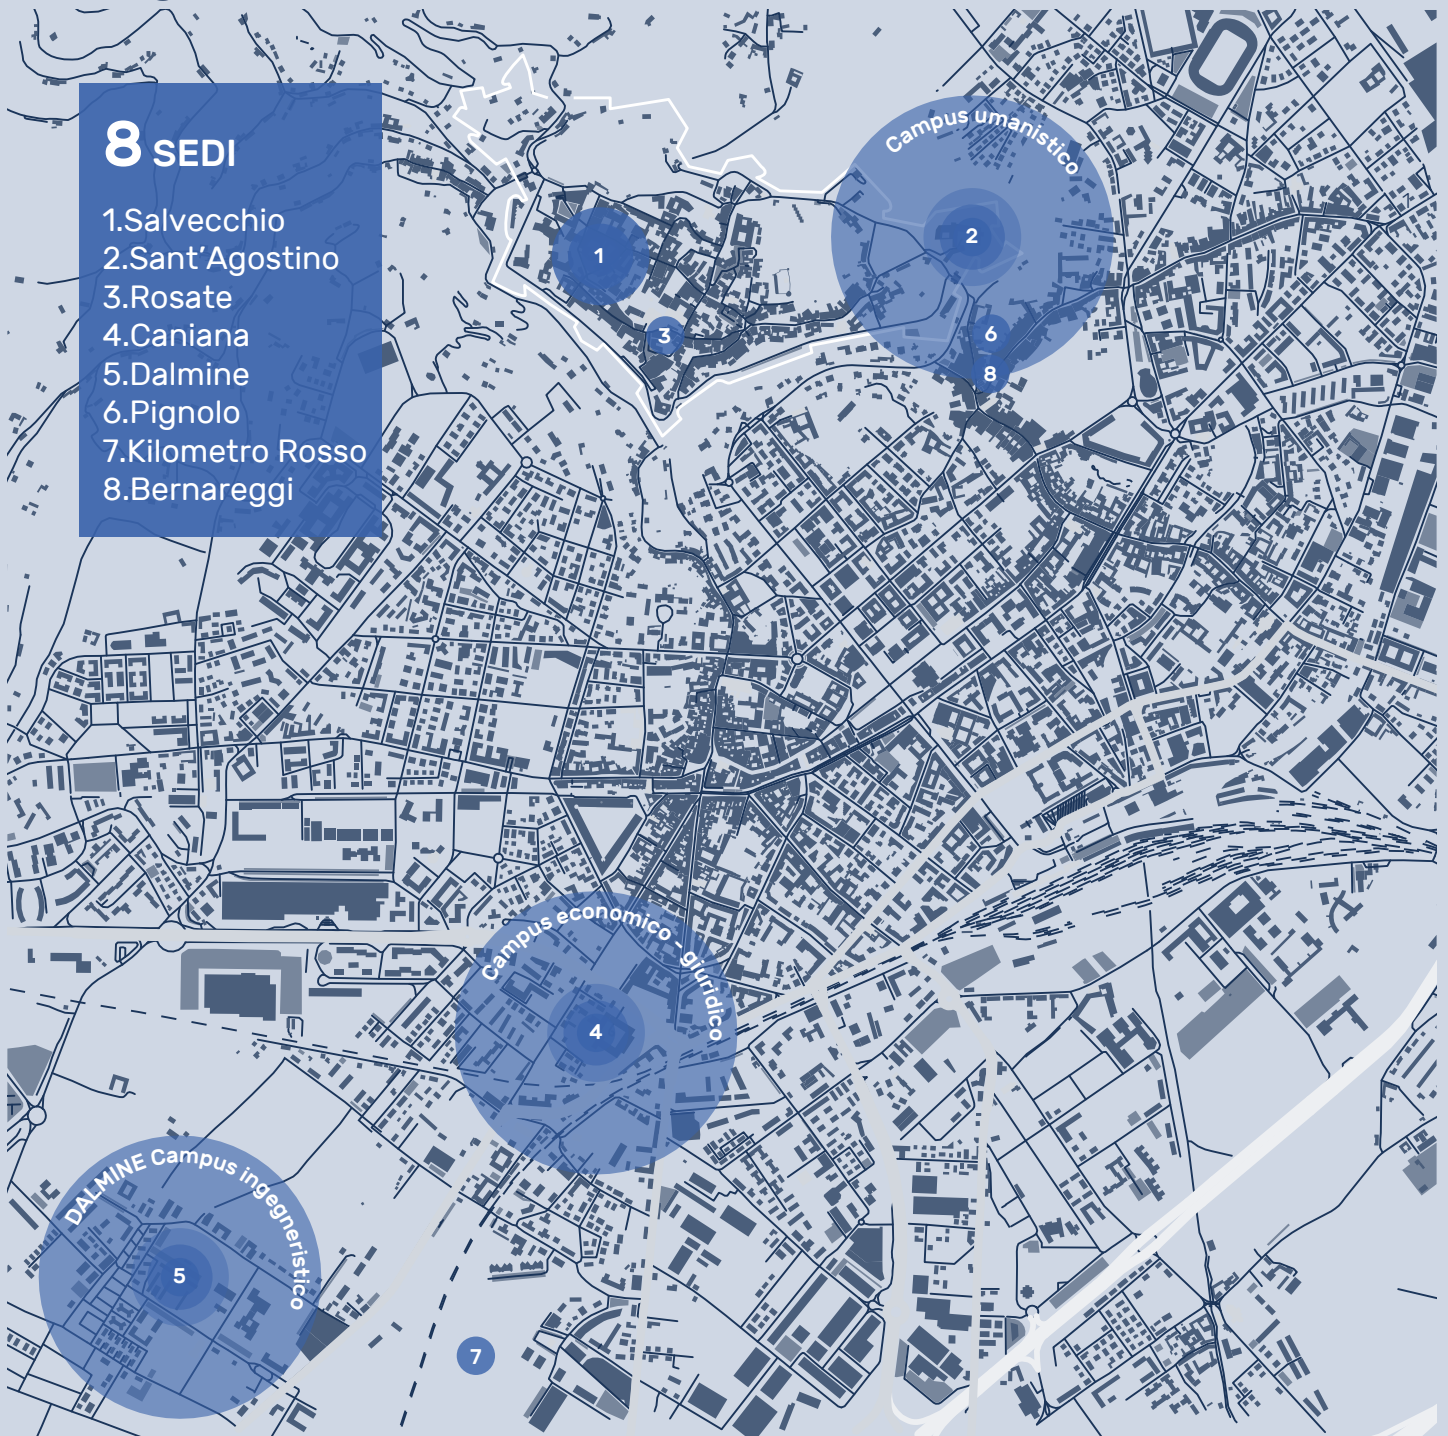 8 SEDI
1.Salvecchio
2.Sant'Agostino
3.Rosate
4.Caniana
5.Dalmine
6.Pignolo
7.Kilometro Rosso
8.Bernareggi
Campus umanistico
1
2
3
6
8
Campus economico - giuridico
4
DALMINE Campus ingegneristico
5
7